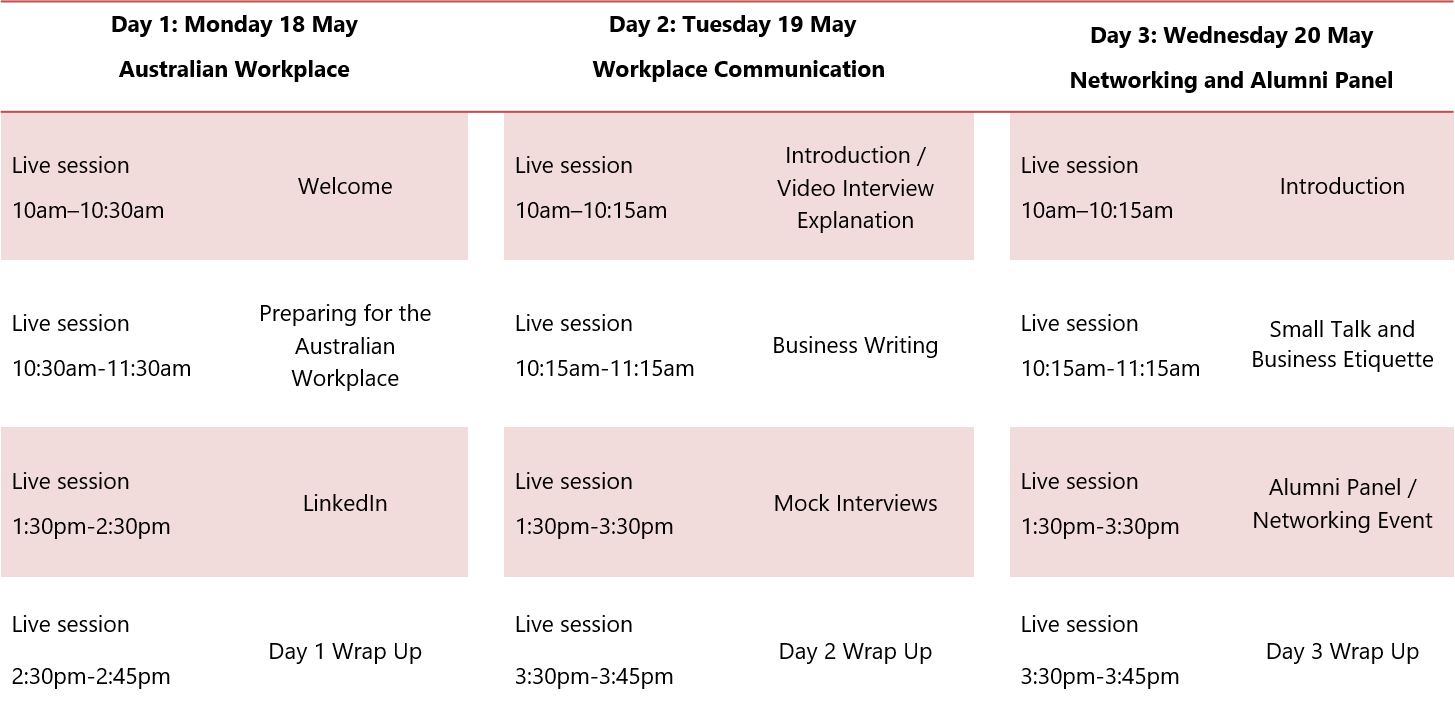 Day 1: Monday 18 May
Australian Workplace
Live session
10am–10:30am
Welcome
Live session
10:30am-11:30am
Preparing for the
Australian
Workplace
Live session
1:30pm-2:30pm
LinkedIn
Live session
2:30pm-2:45pm
Day 1 Wrap Up
Day 2: Tuesday 19 May
Workplace Communication
Live session
10am–10:15am
Introduction /
Video Interview
Explanation
Live session
10:15am-11:15am
Business Writing
Live session
1:30pm-3:30pm
Mock Interviews
Live session
3:30pm-3:45pm
Day 2 Wrap Up
Day 3: Wednesday 20 May
Networking and Alumni Panel
Live session
10am–10:15am
Introduction
Live session
10:15am-11:15am
Small Talk and
Business Etiquette
Live session
1:30pm-3:30pm
Alumni Panel /
Networking Event
Live session
3:30pm-3:45pm
Day 3 Wrap Up